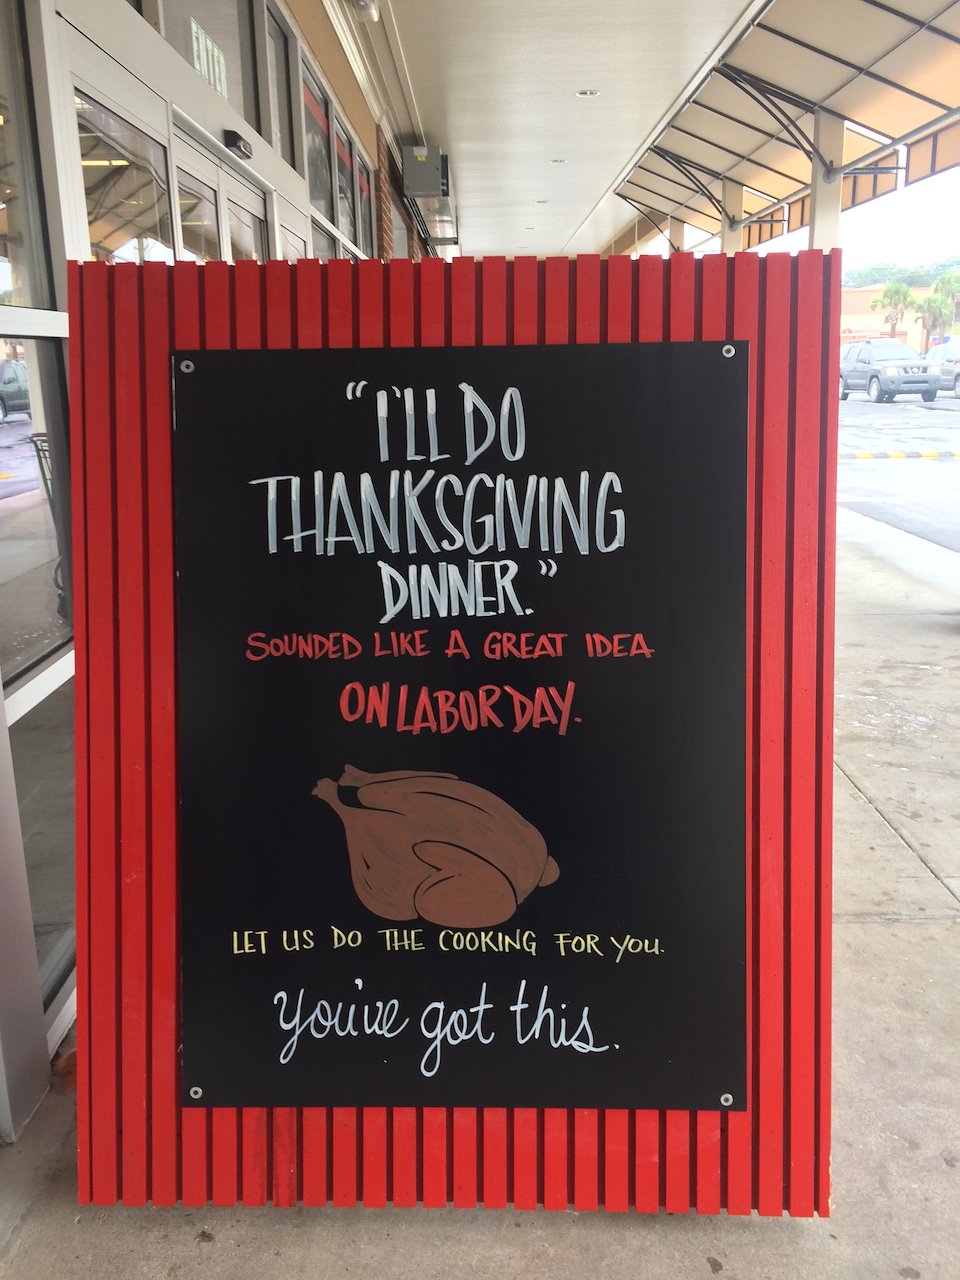 ENTER
"I'LL DO
THANKSGIVING
DINNER."
SOUNDED LIKE A GREAT IDEA
ON LABOR DAY.
LET US DO THE COOKING FOR YOU.
You've got this.